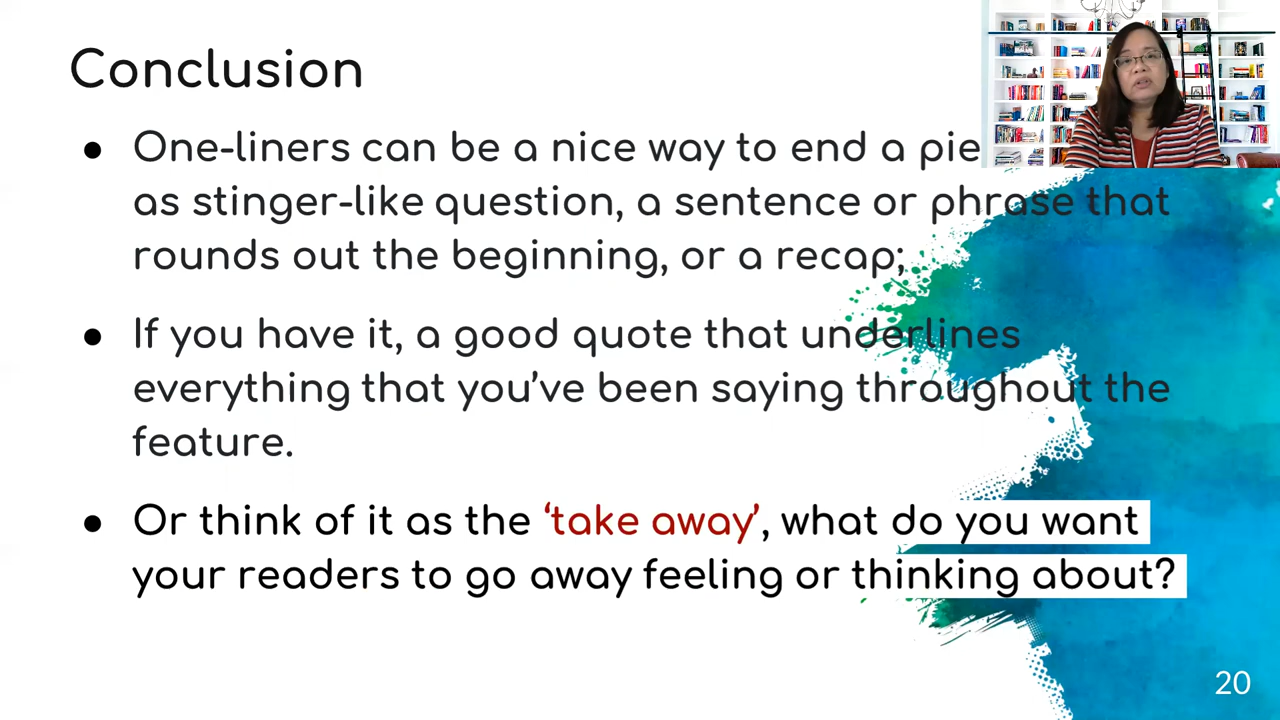 Conclusion
● One-liners can be a nice way to end a pie
as stinger-like question, a sentence or phrase that
rounds out the beginning, or a recap;
● If you have it, a good quote that underlines
everything that you’ve been saying throughout the
feature.
● Or think of it as the ‘take away’, what do you want
your readers to go away feeling or thinking about?
20